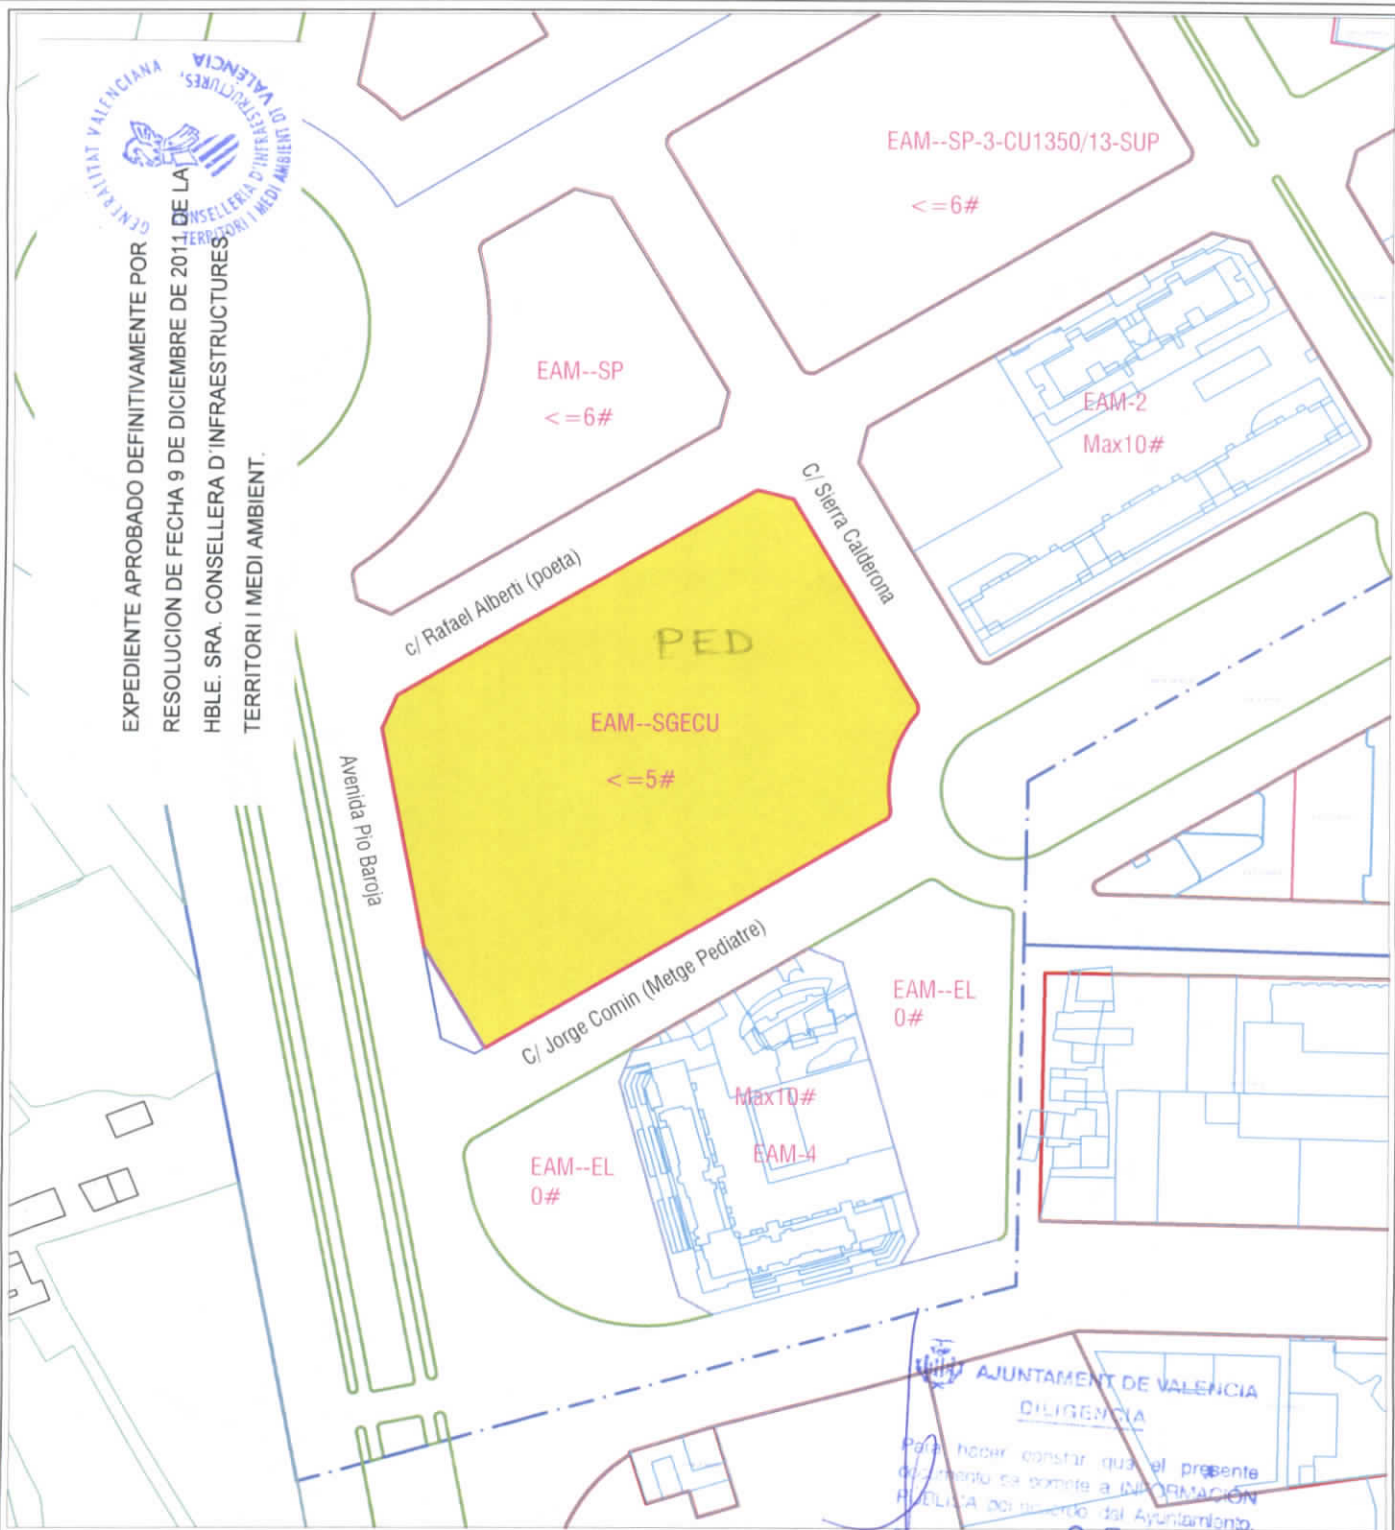 GENERALITAT VALENCIANA
CONSELLERIA D'INFRAESTRUCTURES,
TERRITORI I MEDI AMBIENT
VALÈNCIA
EXPEDIENTE APROBADO DEFINITIVAMENTE POR
RESOLUCION DE FECHA 9 DE DICIEMBRE DE 2011 DE LA
HBLE. SRA. CONSELLERA D'INFRAESTRUCTURES,
TERRITORI I MEDI AMBIENT.
EAM--SP-3-CU1350/13-SUP
<=6#
EAM--SP
<=6#
EAM-2
Max10#
C/ Sierra Calderona
c/ Rafael Alberti (poeta)
PED
EAM--SGECU
<=5#
Avenida Pio Baroja
C/ Jorge Comin (Metge Pediatre)
EAM--EL
0#
Max10#
EAM-4
EAM--EL
0#
AJUNTAMENT DE VALENCIA
DILIGENCIA
Para hacer constar que el presente
documento se somete a INFORMACIÓN
PUBLICA por acuerdo del Ayuntamiento